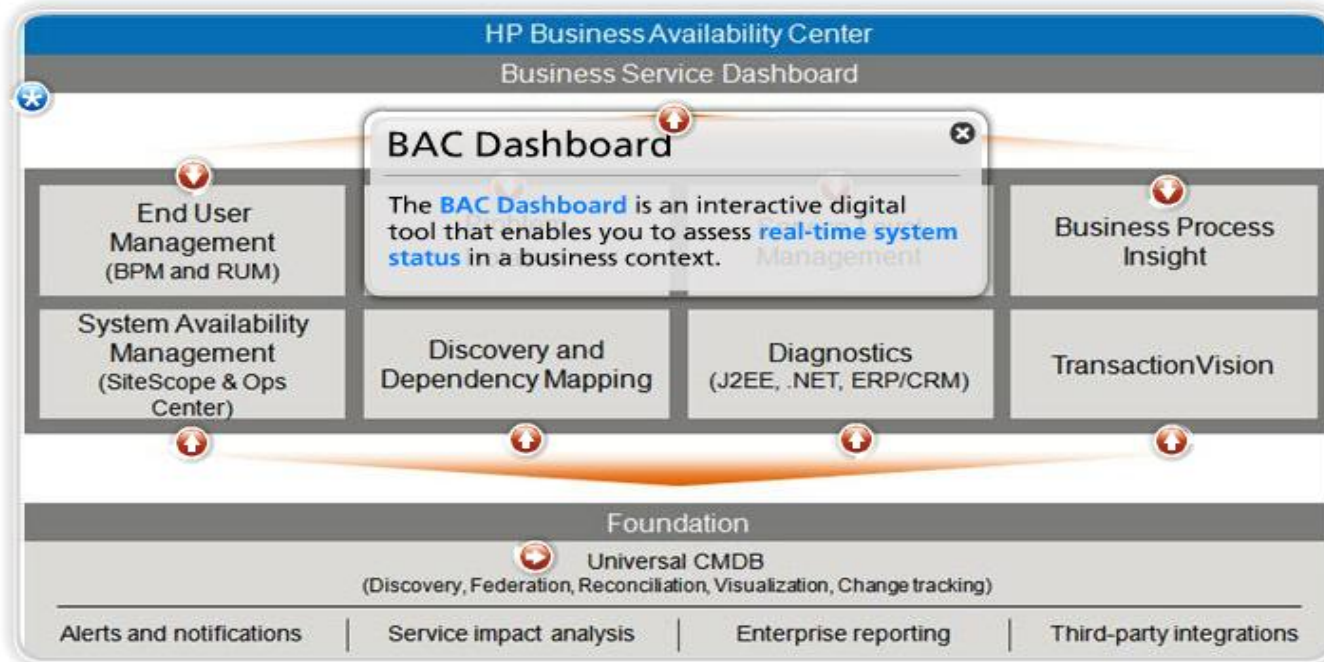 HP Business Availability Center
Business Service Dashboard
BAC Dashboard
The BAC Dashboard is an interactive digital
tool that enables you to assess real-time system
status in a business context.
End User
Management
(BPM and RUM)
Management
Business Process
Insight
System Availability
Management
(SiteScope & Ops
Center)
Discovery and
Dependency Mapping
Diagnostics
(J2EE, .NET, ERP/CRM)
TransactionVision
Foundation
Universal CMDB
(Discovery, Federation, Reconciliation, Visualization, Change tracking)
Alerts and notifications
Service impact analysis
Enterprise reporting
Third-party integrations